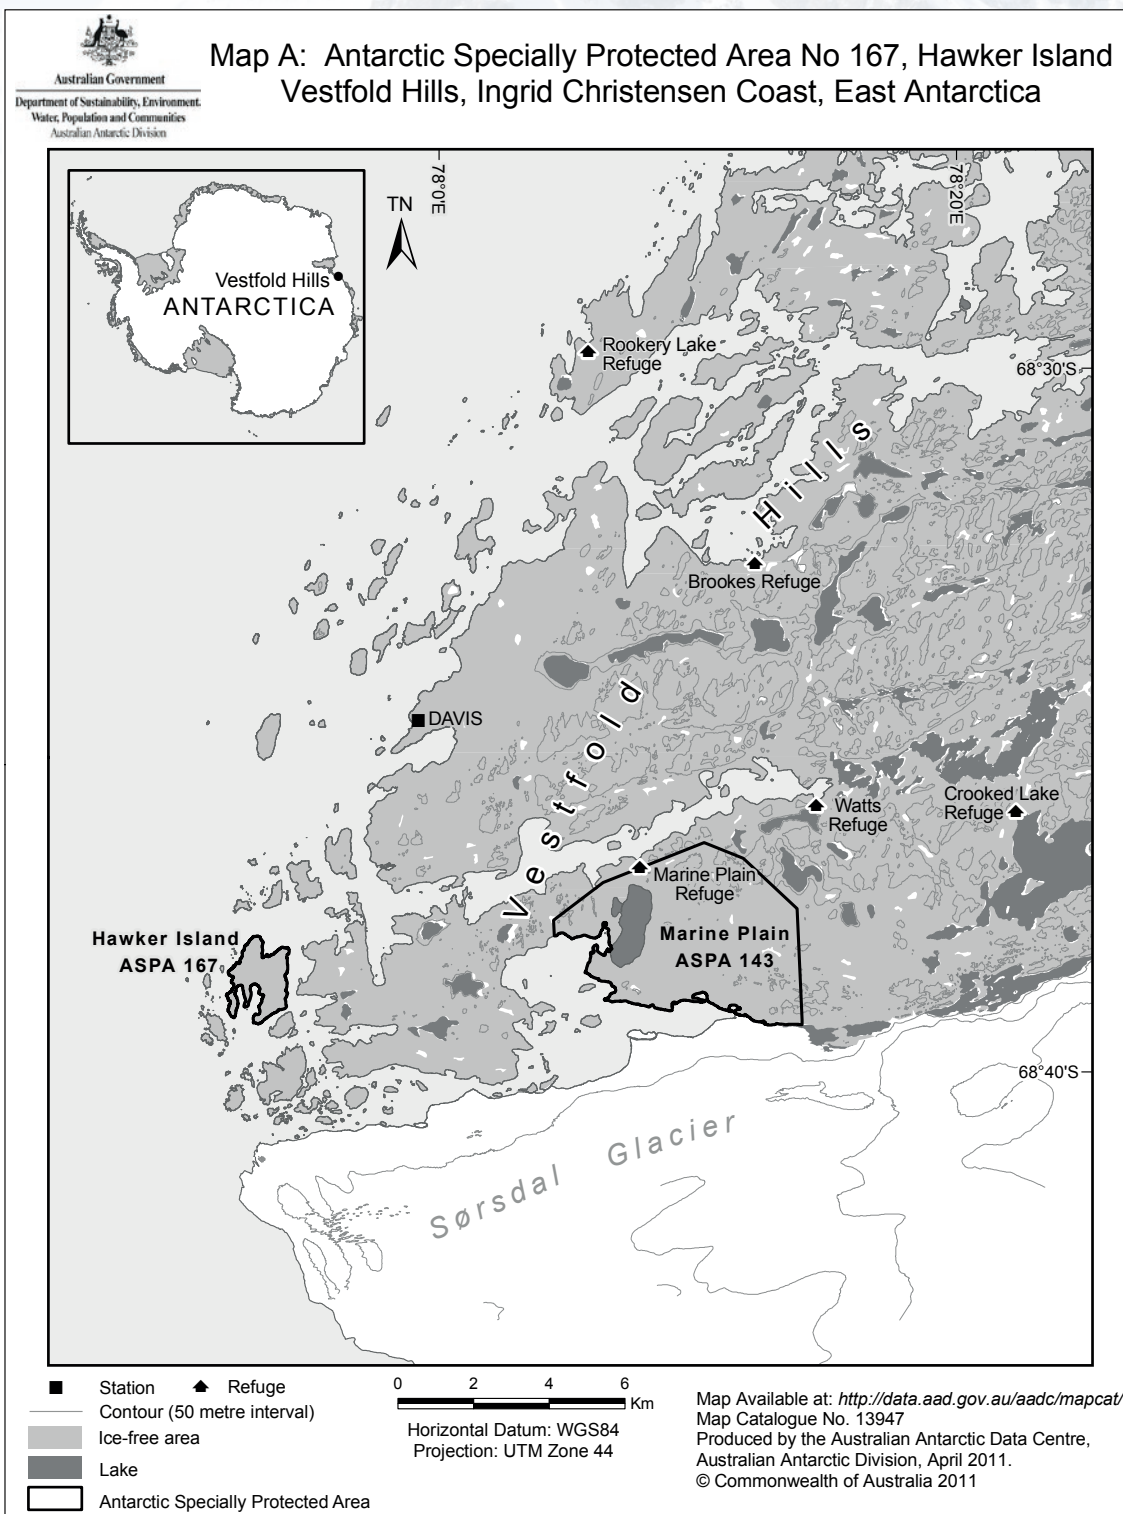 Australian Government
Department of Sustainability, Environment,
Water, Population and Communities
Australian Antarctic Division
Map A: Antarctic Specially Protected Area No 167, Hawker Island
Vestfold Hills, Ingrid Christensen Coast, East Antarctica
78°0'E
78°20'E
TN
Vestfold Hills
ANTARCTICA
Rookery Lake
Refuge
68°30'S
Vestfold Hills
Brookes Refuge
DAVIS
Watts
Refuge
Crooked Lake
Refuge
Marine Plain
Refuge
Marine Plain
ASPA 143
Hawker Island
ASPA 167
68°40'S
Sørsdal Glacier
Station
Refuge
Contour (50 metre interval)
Ice-free area
Lake
Antarctic Specially Protected Area
0 2 4 6
Km
Horizontal Datum: WGS84
Projection: UTM Zone 44
Map Available at: http://data.aad.gov.au/aadc/mapcat/
Map Catalogue No. 13947
Produced by the Australian Antarctic Data Centre,
Australian Antarctic Division, April 2011.
© Commonwealth of Australia 2011